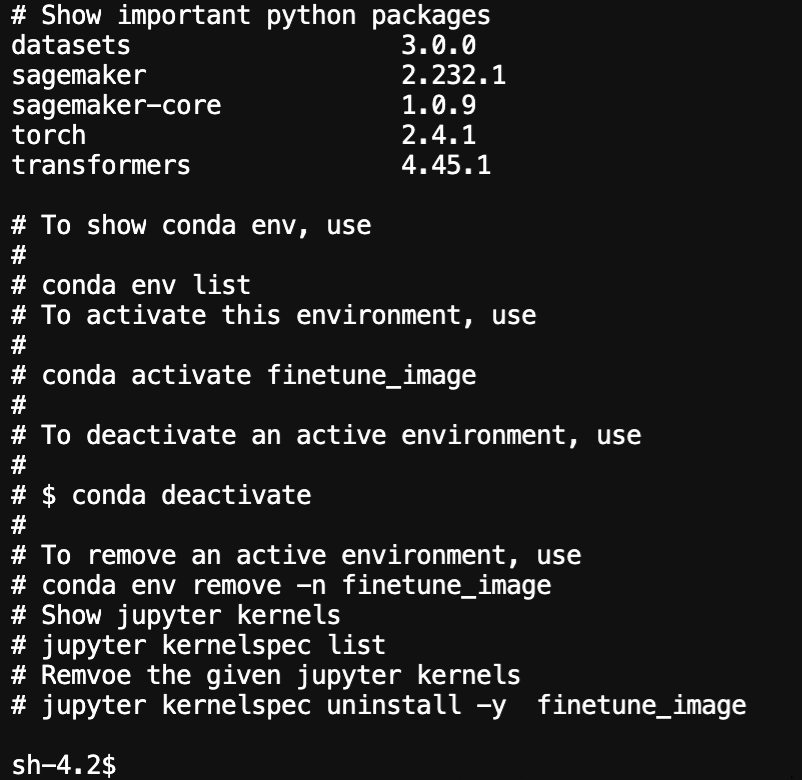 # Show important python packages
datasets                  3.0.0
sagemaker                 2.232.1
sagemaker-core            1.0.9
torch                     2.4.1
transformers              4.45.1
# To show conda env, use
#
# conda env list
# To activate this environment, use
#
# conda activate finetune_image
#
# To deactivate an active environment, use
#
# $ conda deactivate
#
# To remove an active environment, use
# conda env remove -n finetune_image
# Show jupyter kernels
# jupyter kernelspec list
# Remvoe the given jupyter kernels
# jupyter kernelspec uninstall -y  finetune_image
sh-4.2$